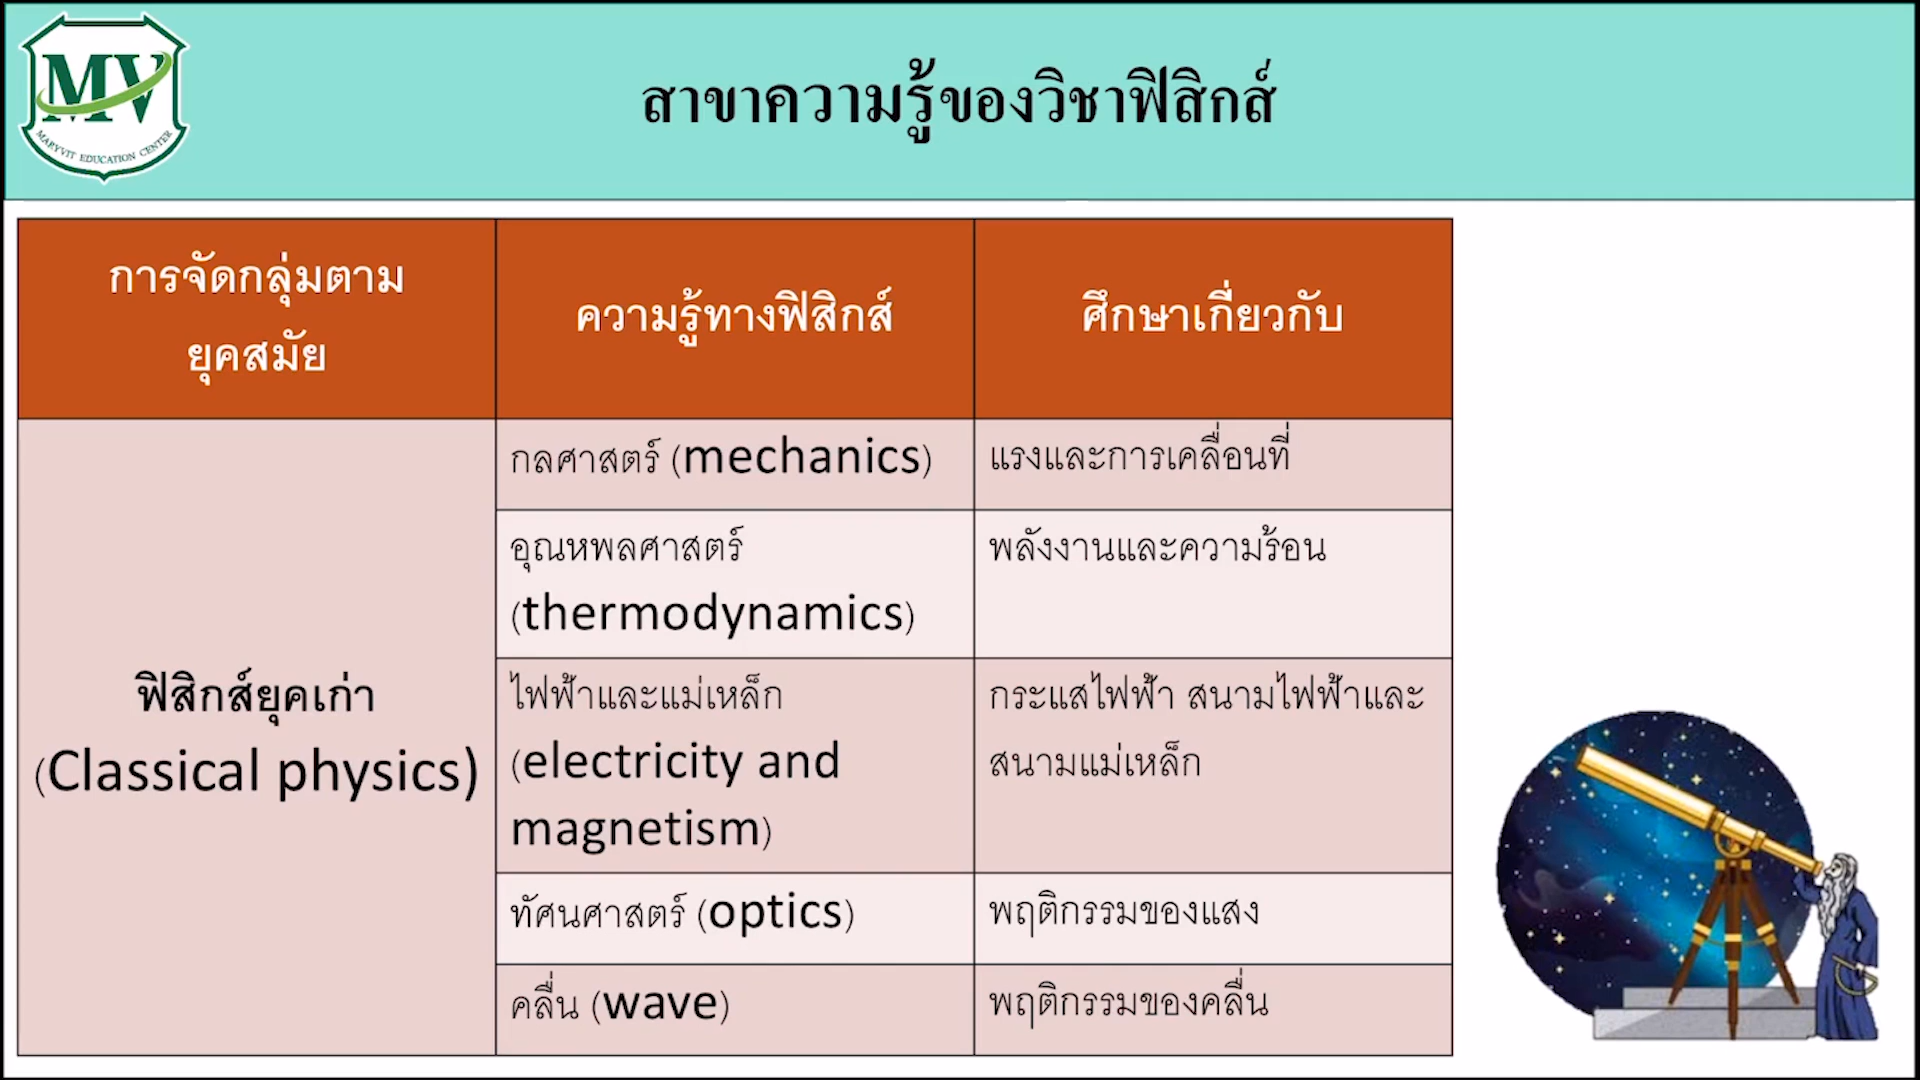 MV
MARYVIT EDUCATION CENTER
สาขาความรู้ของวิชาฟิสิกส์
การจัดกลุ่มตาม
ยุคสมัย
ความรู้ทางฟิสิกส์
ศึกษาเกี่ยวกับ
ฟิสิกส์ยุคเก่า
(Classical physics)
กลศาสตร์ (mechanics)
แรงและการเคลื่อนที่
อุณหพลศาสตร์
(thermodynamics)
พลังงานและความร้อน
ไฟฟ้าและแม่เหล็ก
(electricity and
magnetism)
กระแสไฟฟ้า สนามไฟฟ้าและ
สนามแม่เหล็ก
ทัศนศาสตร์ (optics)
พฤติกรรมของแสง
คลื่น (wave)
พฤติกรรมของคลื่น